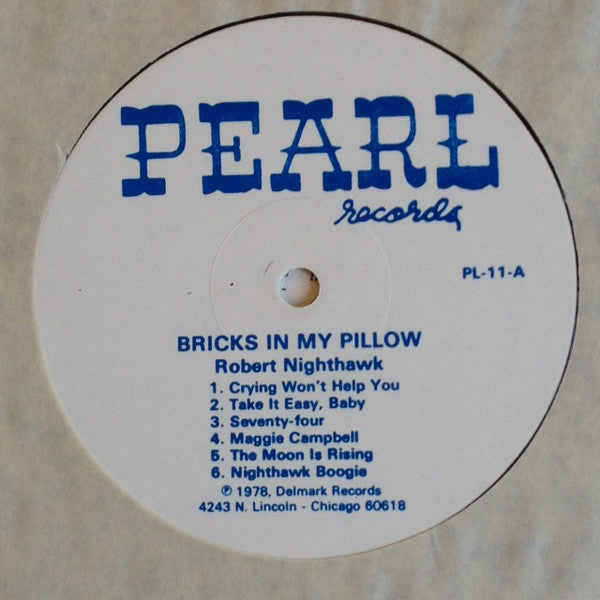 PEARL
records
PL-11-A
BRICKS IN MY PILLOW
Robert Nighthawk
1. Crying Won't Help You
2. Take It Easy, Baby
3. Seventy-four
4. Maggie Campbell
5. The Moon Is Rising
6. Nighthawk Boogie
℗ 1978, Delmark Records
4243 N. Lincoln - Chicago 60618